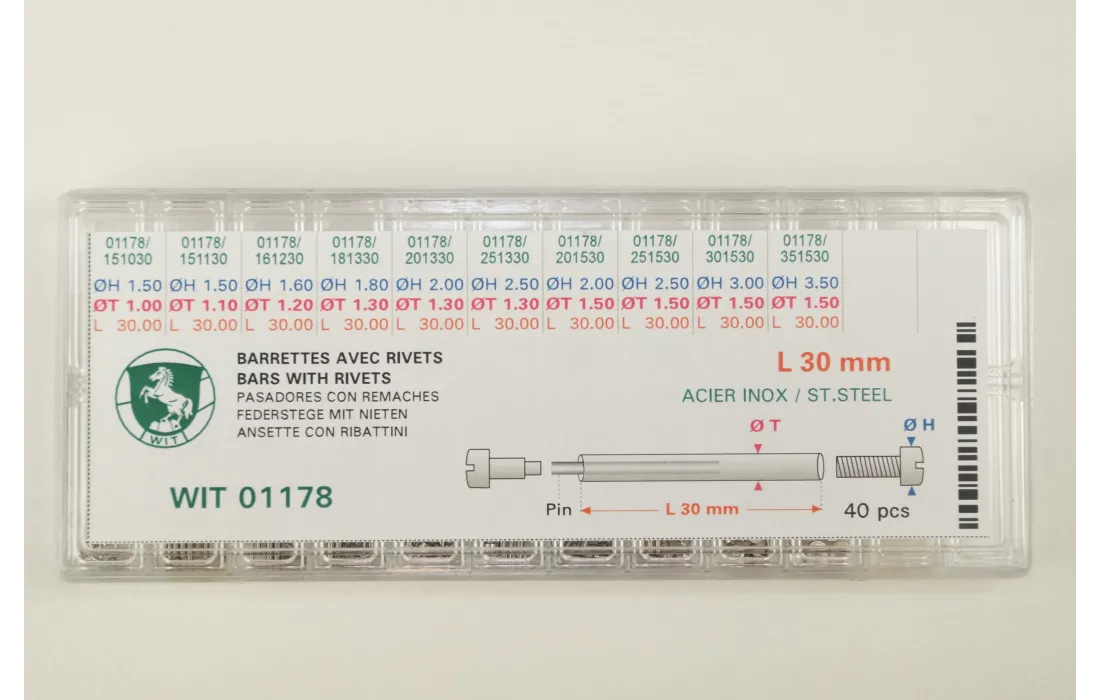 01178/ 01178/ 01178/ 01178/ 01178/ 01178/ 01178/ 01178/ 01178/ 01178/
151030 151130 161230 181330 201330 251330 201530 251530 301530 351530
ØH 1.50 ØH 1.50 ØH 1.60 ØH 1.80 ØH 2.00 ØH 2.50 ØH 2.00 ØH 2.50 ØH 3.00 ØH 3.50
ØT 1.00 ØT 1.10 ØT 1.20 ØT 1.30 ØT 1.30 ØT 1.30 ØT 1.50 ØT 1.50 ØT 1.50 ØT 1.50
L 30.00 L 30.00 L 30.00 L 30.00 L 30.00 L 30.00 L 30.00 L 30.00 L 30.00 L 30.00
WIT
BARRETTES AVEC RIVETS
BARS WITH RIVETS
PASADORES CON REMACHES
FEDERSTEGE MIT NIETEN
ANSETTE CON RIBATTINI
WIT 01178
L 30 mm
ACIER INOX / ST.STEEL
Ø T
Ø H
Pin
L 30 mm
40 pcs